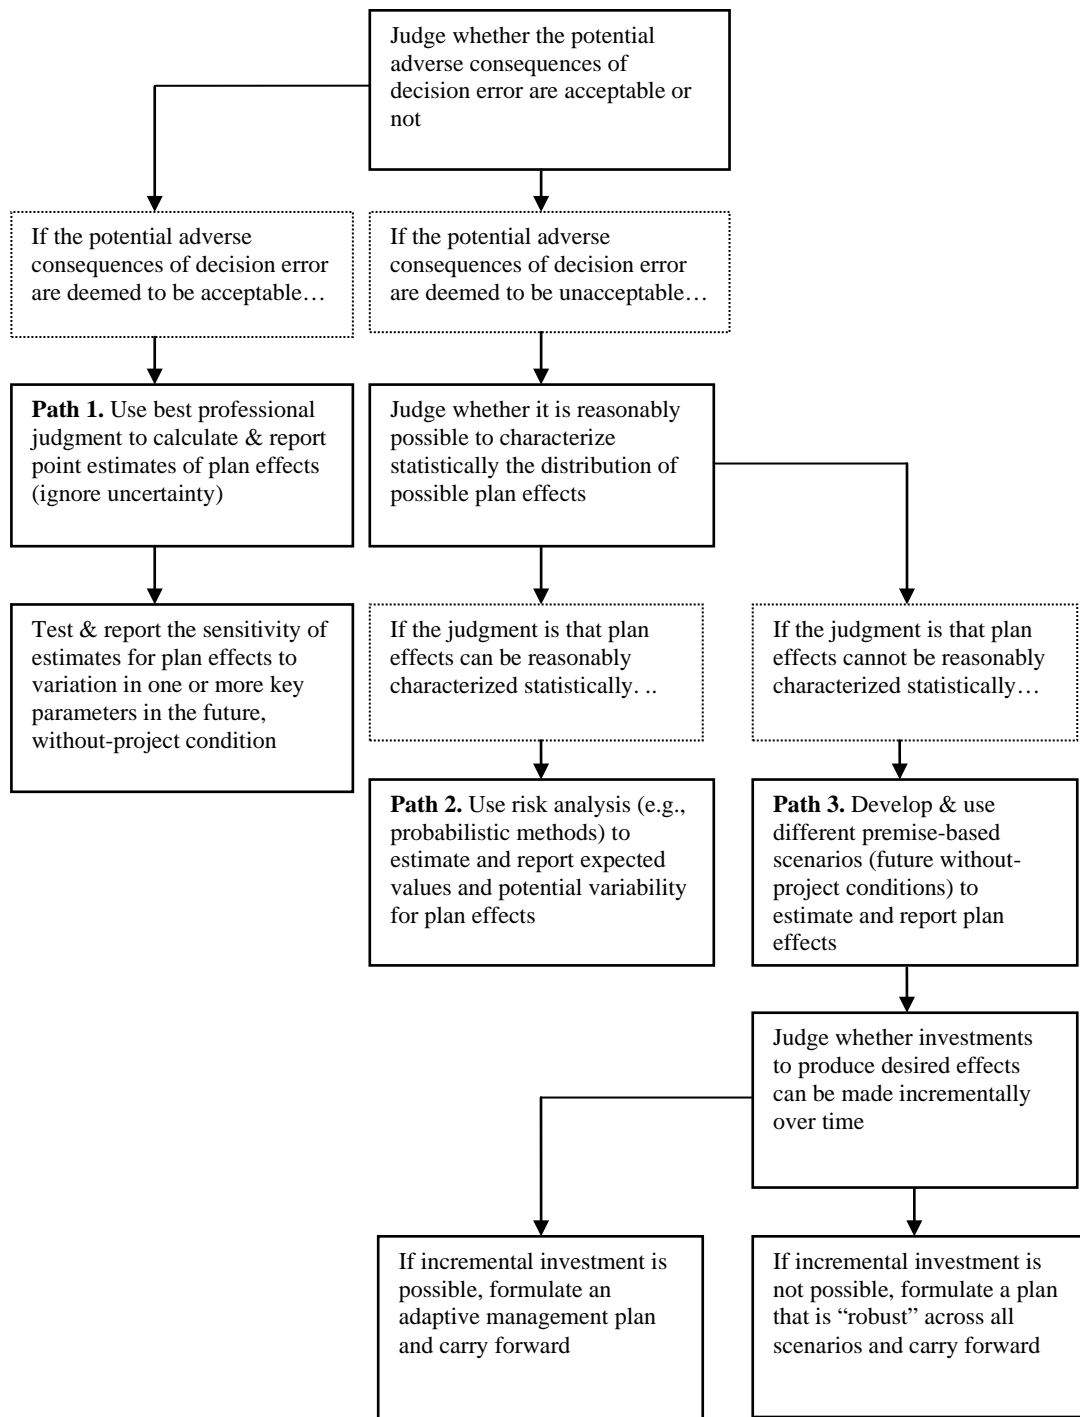 Judge whether the potential
adverse consequences of
decision error are acceptable or
not
If the potential adverse
consequences of decision error
are deemed to be acceptable…
If the potential adverse
consequences of decision error
are deemed to be unacceptable…
Path 1. Use best professional
judgment to calculate & report
point estimates of plan effects
(ignore uncertainty)
Judge whether it is reasonably
possible to characterize
statistically the distribution of
possible plan effects
Test & report the sensitivity of
estimates for plan effects to
variation in one or more key
parameters in the future,
without-project condition
If the judgment is that plan
effects can be reasonably
characterized statistically. ..
If the judgment is that plan
effects cannot be reasonably
characterized statistically…
Path 2. Use risk analysis (e.g.,
probabilistic methods) to
estimate and report expected
values and potential variability
for plan effects
Path 3. Develop & use
different premise-based
scenarios (future without-
project conditions) to
estimate and report plan
effects
Judge whether investments
to produce desired effects
can be made incrementally
over time
If incremental investment is
possible, formulate an
adaptive management plan
and carry forward
If incremental investment is
not possible, formulate a plan
that is “robust” across all
scenarios and carry forward